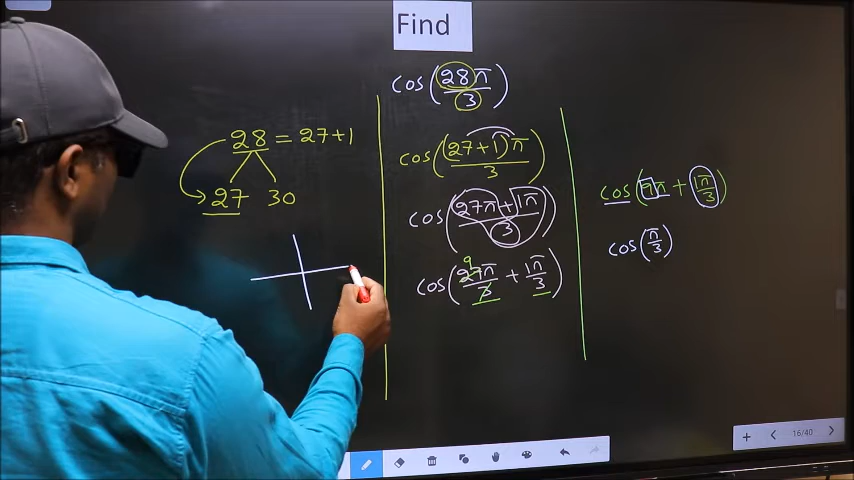 Find
cos(28π/3)
28 = 27+1
27 30
cos((27+1)π/3)
cos((27π+1π)/3)
cos(27π/3 + 1π/3)
9
cos(9π + 1π/3)
cos(π/3)
16/40